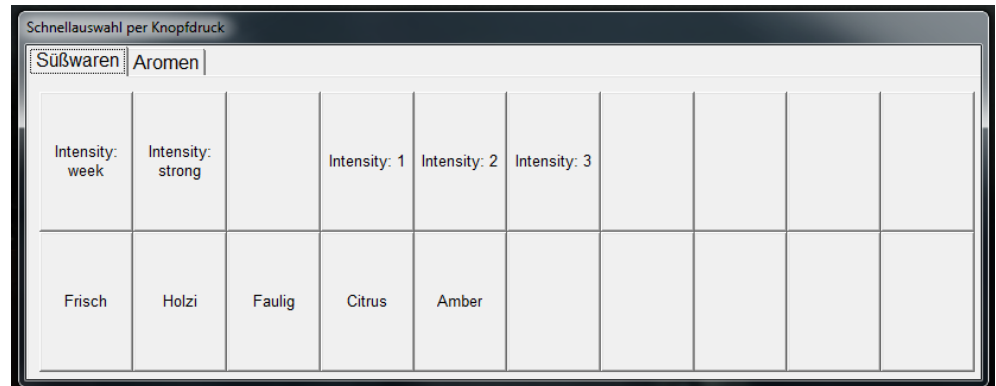 Schnellauswahl per Knopfdruck
Süßwaren Aromen
Intensity: week Intensity: strong Intensity: 1 Intensity: 2 Intensity: 3
Frisch Holzi Faulig Citrus Amber